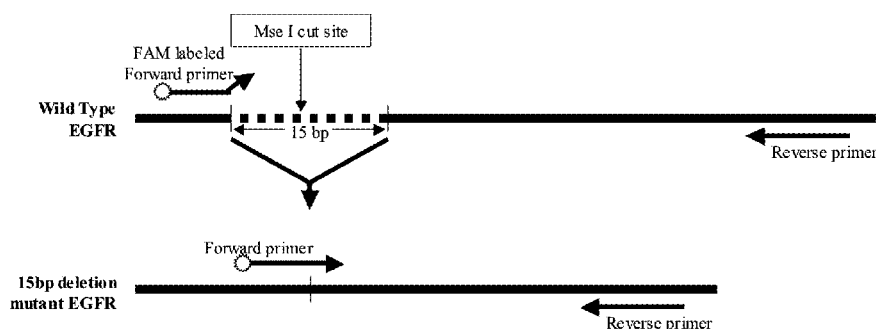 Mse I cut site
FAM labeled
Forward primer
Wild Type
EGFR
15 bp
Reverse primer
Forward primer
15bp deletion
mutant EGFR
Reverse primer